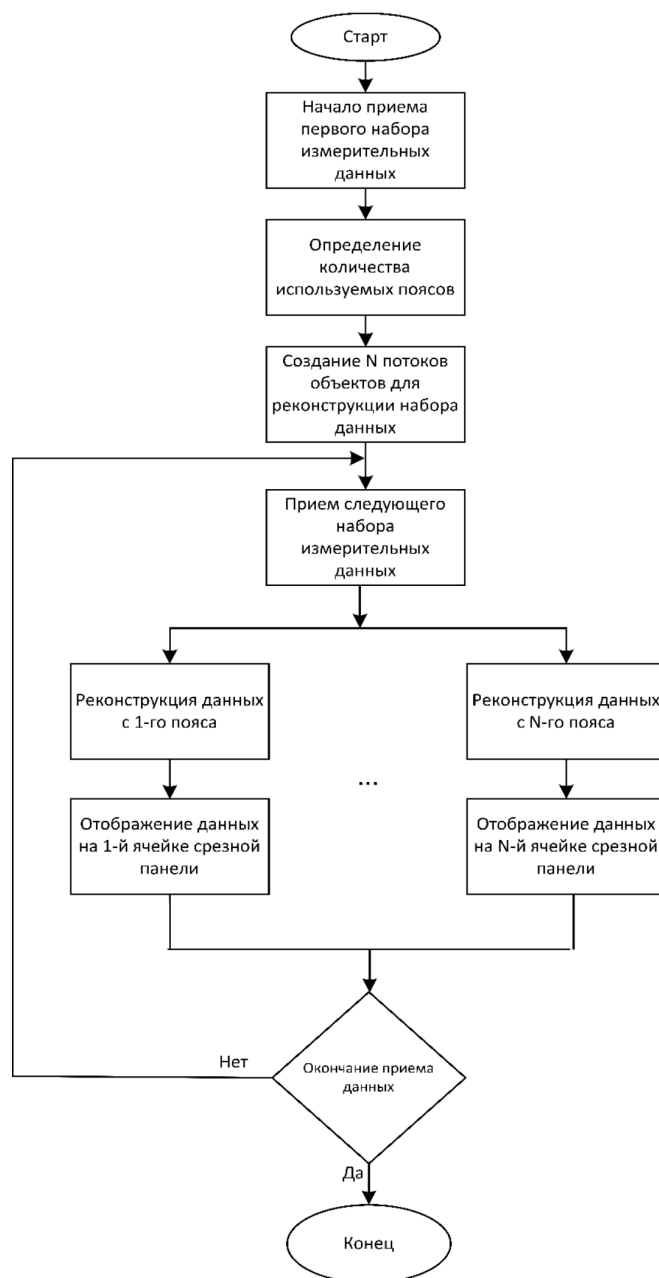 Старт
Начало приема
первого набора
измерительных
данных
Определение
количества
используемых поясов
Создание N потоков
объектов для
реконструкции набора
данных
Прием следующего
набора
измерительных
данных
Реконструкция данных
с 1-го пояса
Реконструкция данных
с N-го пояса
...
Отображение данных
на 1-й ячейке срезной
панели
Отображение данных
на N-й ячейке срезной
панели
Окончание приема
данных
Нет
Да
Конец